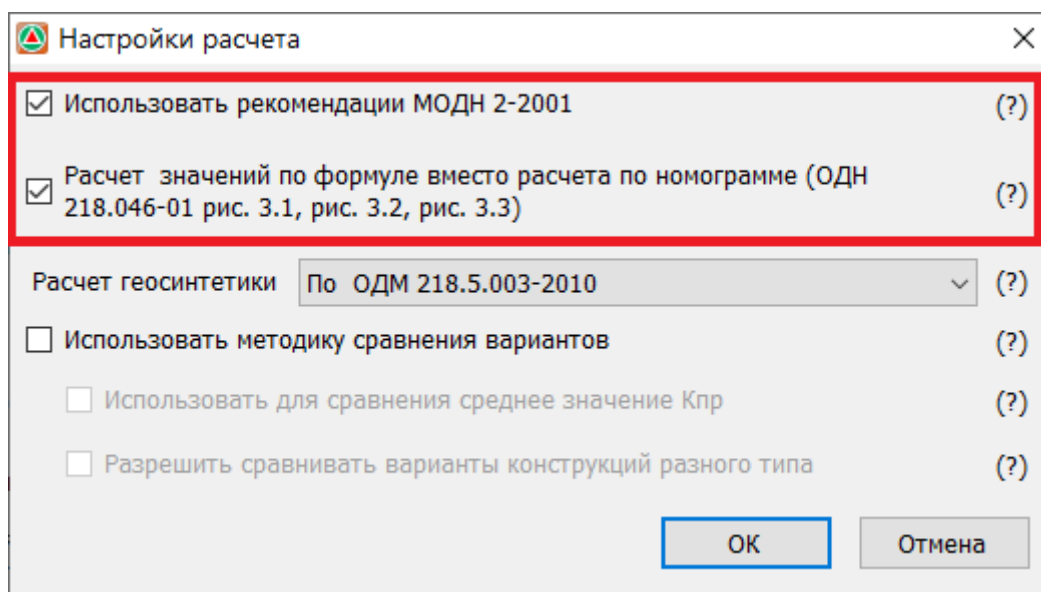 Настройки расчета
Использовать рекомендации МОДН 2-2001 (?)
Расчет значений по формуле вместо расчета по номограмме (ОДН
218.046-01 рис. 3.1, рис. 3.2, рис. 3.3) (?)
Расчет геосинтетики По ОДМ 218.5.003-2010 (?)
Использовать методику сравнения вариантов (?)
Использовать для сравнения среднее значение Кпр (?)
Разрешить сравнивать варианты конструкций разного типа (?)
ОК Отмена